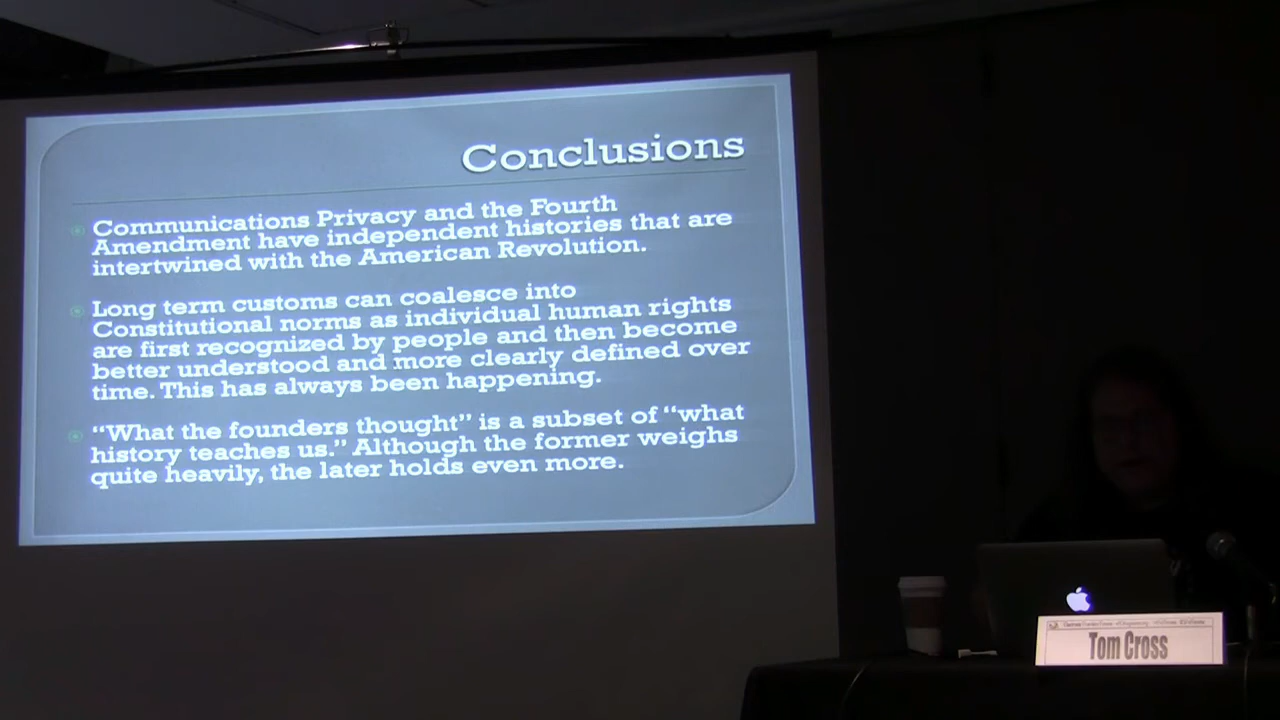 Conclusions
Communications Privacy and the Fourth
Amendment have independent histories that are
intertwined with the American Revolution.
Long term customs can coalesce into
Constitutional norms as individual human rights
are first recognized by people and then become
better understood and more clearly defined over
time. This has always been happening.
“What the founders thought” is a subset of “what
history teaches us.” Although the former weighs
quite heavily, the later holds even more.
Tom Cross